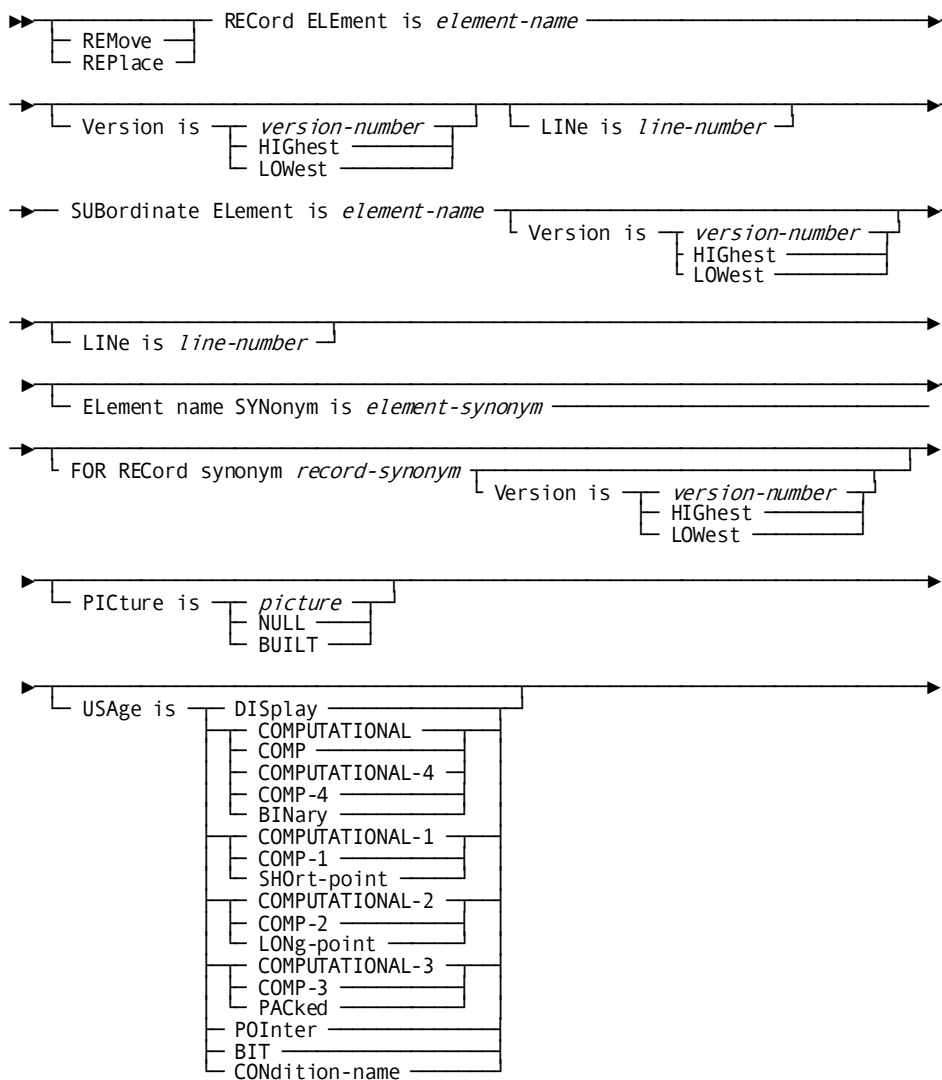 RECord ELEment is element-name
REMove
REPlace
Version is version-number LINe is line-number
HIGhest
LOWest
SUBordinate ELement is element-name
Version is version-number
HIGhest
LOWest
LINe is line-number
ELement name SYNonym is element-synonym
FOR RECord synonym record-synonym
Version is version-number
HIGhest
LOWest
PICture is picture
NULL
BUILT
USAge is DISplay
COMPUTATIONAL
COMP
COMPUTATIONAL-4
COMP-4
BINary
COMPUTATIONAL-1
COMP-1
SHOrt-point
COMPUTATIONAL-2
COMP-2
LONg-point
COMPUTATIONAL-3
COMP-3
PACked
POInter
BIT
CONdition-name